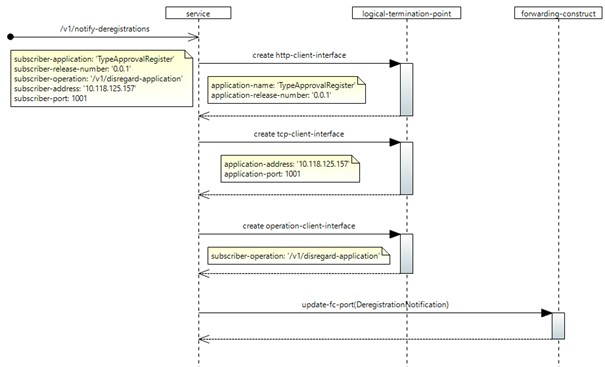 service
logical-termination-point
forwarding-construct
/v1/notify-deregistrations
subscriber-application: 'TypeApprovalRegister'
subscriber-release-number: '0.0.1'
subscriber-operation: '/v1/disregard-application'
subscriber-address: '10.118.125.157'
subscriber-port: 1001
create http-client-interface
application-name: 'TypeApprovalRegister'
application-release-number: '0.0.1'
create tcp-client-interface
application-address: '10.118.125.157'
application-port: 1001
create operation-client-interface
subscriber-operation: '/v1/disregard-application'
update-fc-port(DeregistrationNotification)